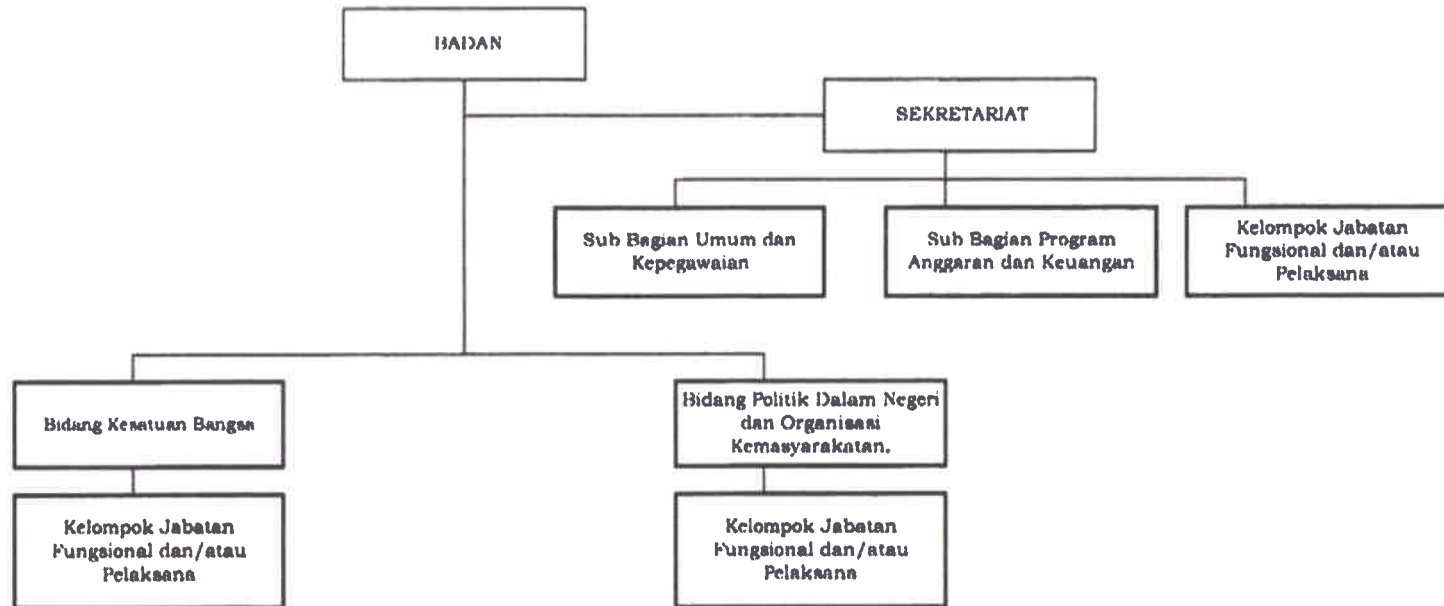 BADAN
SEKRETARIAT
Sub Bagian Umum dan
Kepegawaian
Sub Bagian Program
Anggaran dan Keuangan
Kelompok Jabatan
Fungsional dan/atau
Pelaksana
Bidang Kesatuan Bangsa
Bidang Politik Dalam Negeri
dan Organisasi
Kemasyarakatan.
Kelompok Jabatan
Fungsional dan/atau
Pelaksana
Kelompok Jabatan
Fungsional dan/atau
Pelaksana